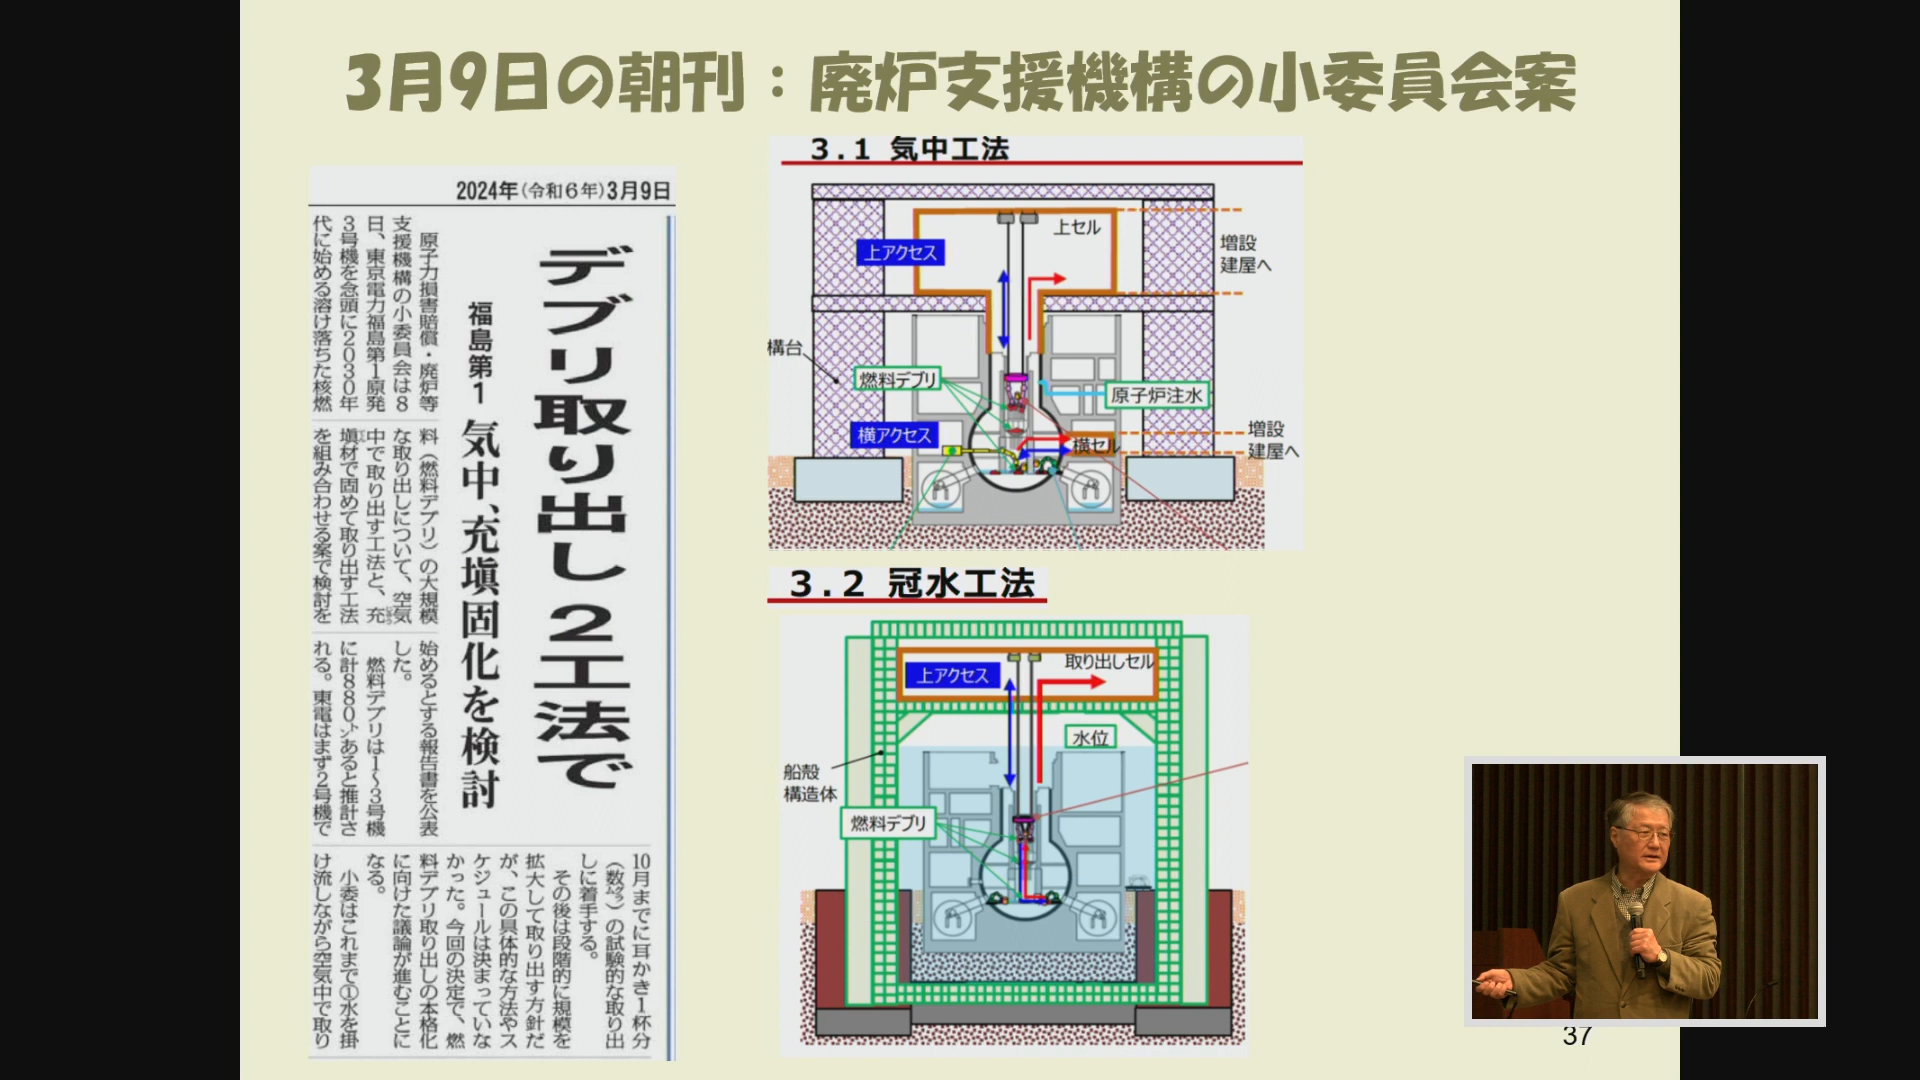 3月9日の朝刊：廃炉支援機構の小委員会案
2024年(令和6年)3月9日
デブリ取り出し2工法で
福島第1
気中、充塡固化を検討
原子力損害賠償・廃炉等
支援機構の小委員会は8
日、東京電力福島第1原発
3号機を念頭に2030年
代に始める溶け落ちた核燃
料（燃料デブリ）の大規模
な取り出しについて、空気
中で取り出す工法と、充
塡材で固めて取り出す工法
を組み合わせる案で検討を
始めるとする報告書を公表
した。
燃料デブリは1〜3号機
に計880㌧あると推計さ
れる。東電はまず2号機で
10月までに耳かき1杯分
（数㌘）の試験的な取り出
しに着手する。
その後は段階的に規模を
拡大して取り出す方針だ
が、この具体的な方法やス
ケジュールは決まっていな
かった。今回の決定で、燃
料デブリ取り出しの本格化
に向けた議論が進むことに
なる。
小委はこれまで①水を掛
け流しながら空気中で取り
3.1 気中工法
上セル
上アクセス
増設
建屋へ
構台
燃料デブリ
原子炉注水
横アクセス
横セル
増設
建屋へ
3.2 冠水工法
取り出しセル
上アクセス
水位
船殻
構造体
燃料デブリ
37